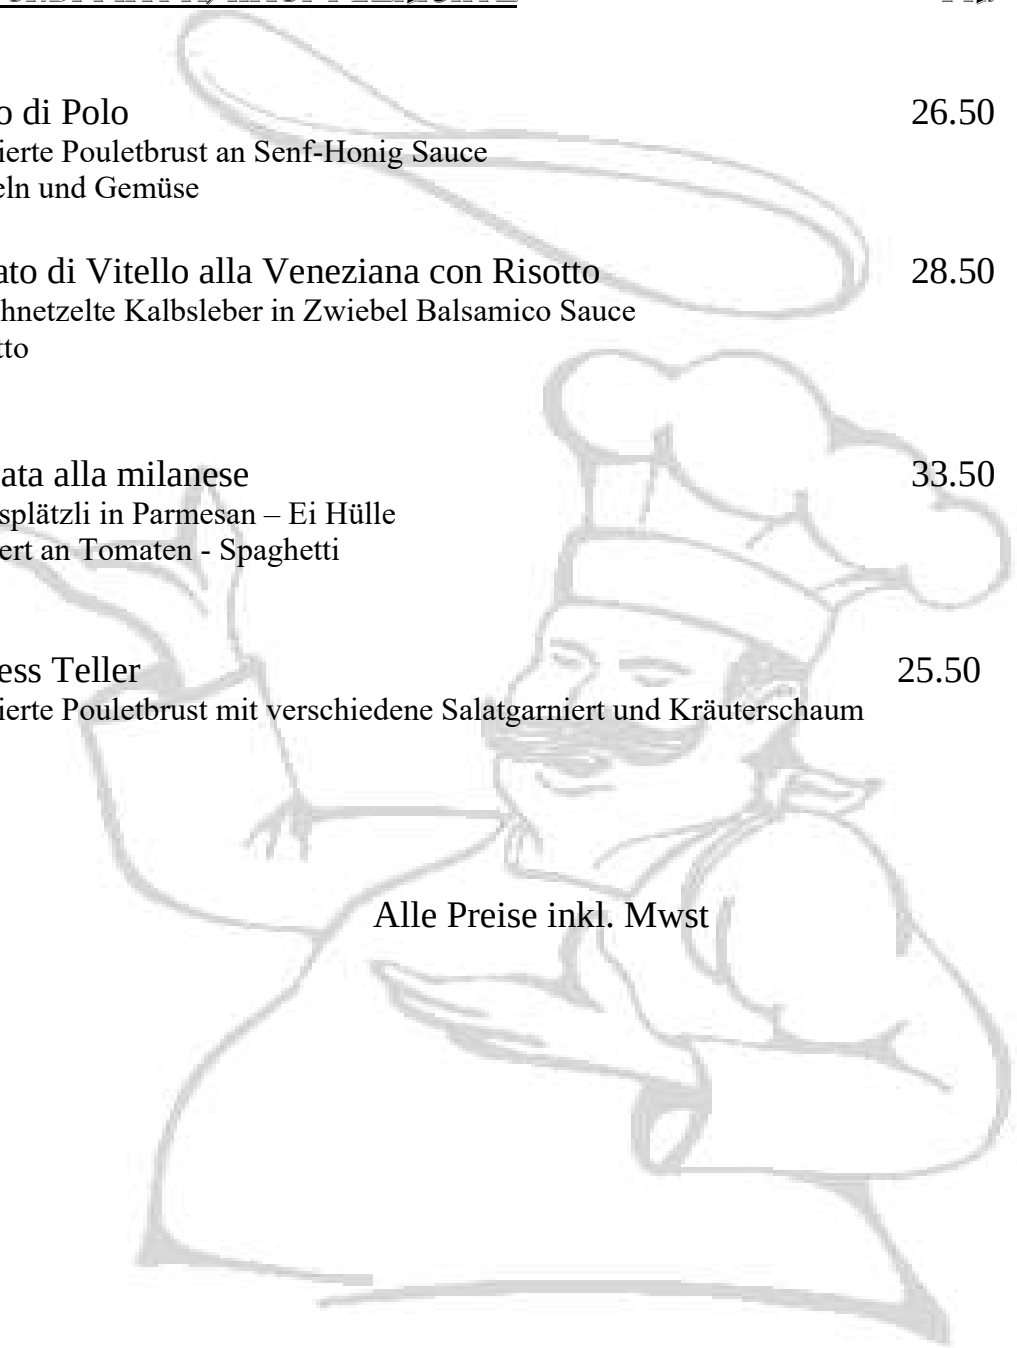 o di Polo 26.50
ierte Pouletbrust an Senf-Honig Sauce
eln und Gemüse
ato di Vitello alla Veneziana con Risotto 28.50
hnetzelte Kalbsleber in Zwiebel Balsamico Sauce
tto
ata alla milanese 33.50
splätzli in Parmesan – Ei Hülle
ert an Tomaten - Spaghetti
ess Teller 25.50
ierte Pouletbrust mit verschiedene Salatgarniert und Kräuterschaum
Alle Preise inkl. Mwst